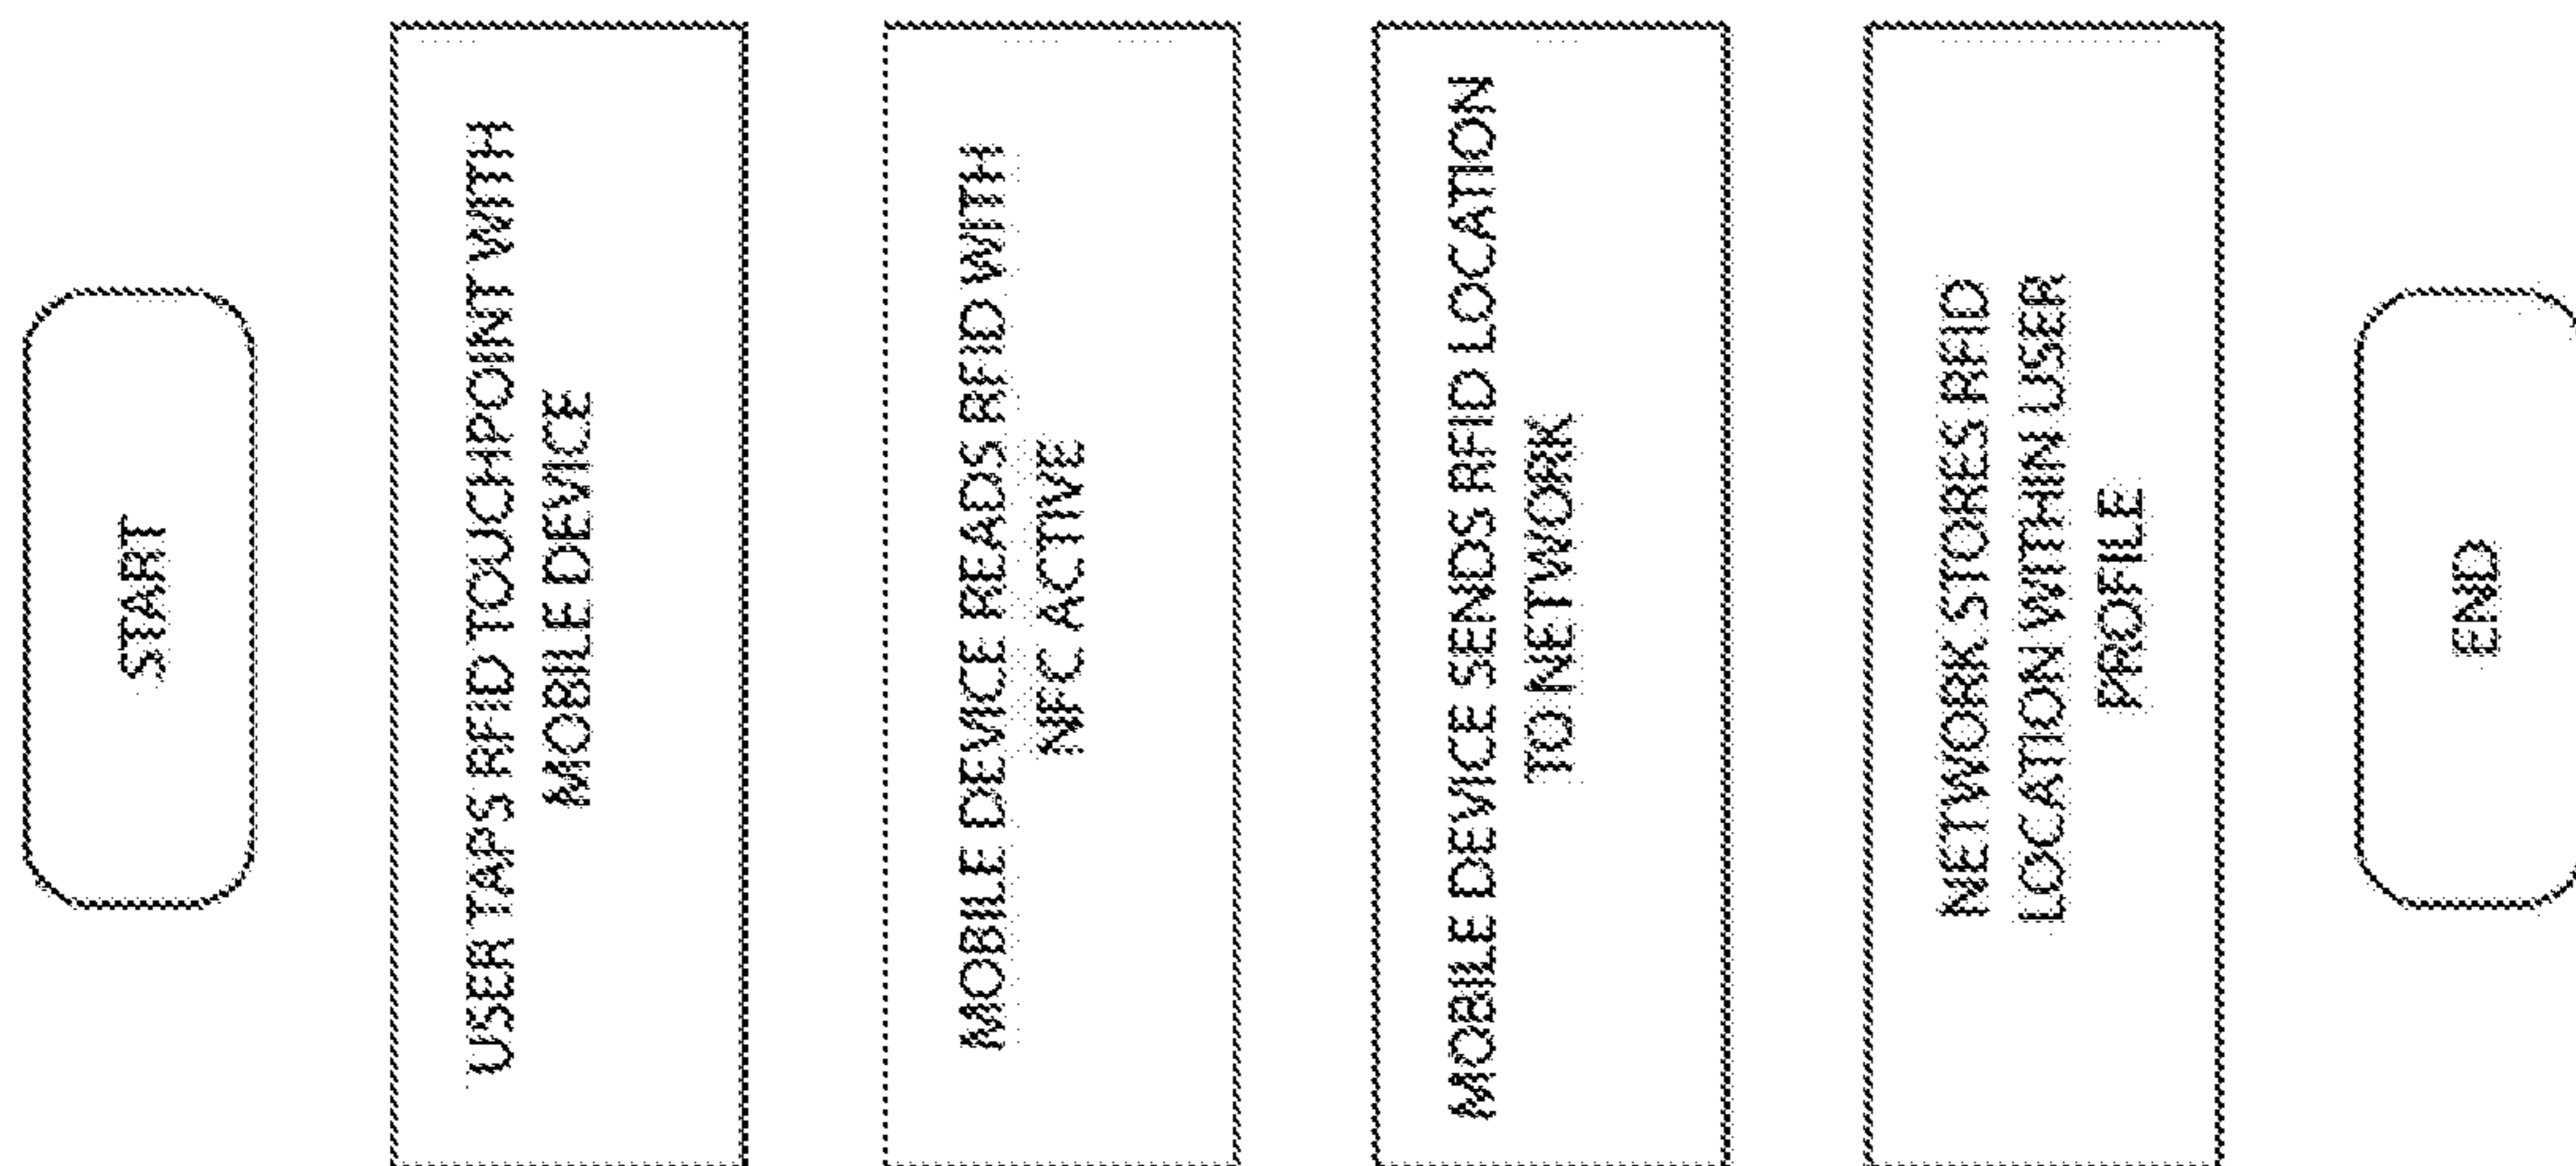 START
USER TAPS RFID TOUCHPOINT WITH
MOBILE DEVICE
MOBILE DEVICE READS RFID WITH
NFC ACTIVE
MOBILE DEVICE SENDS RFID LOCATION
TO NETWORK
NETWORK STORES RFID
LOCATION WITHIN USER
PROFILE
END